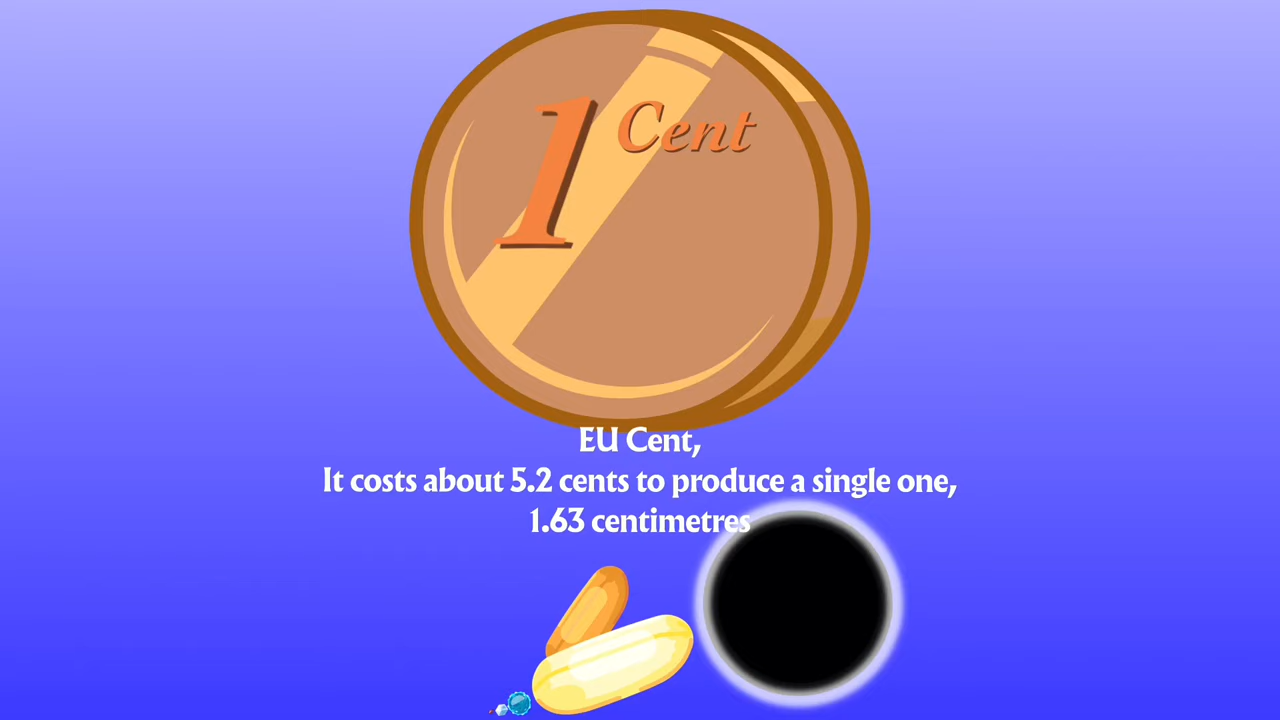 1 Cent
EU Cent,
It costs about 5.2 cents to produce a single one,
1.63 centimetres